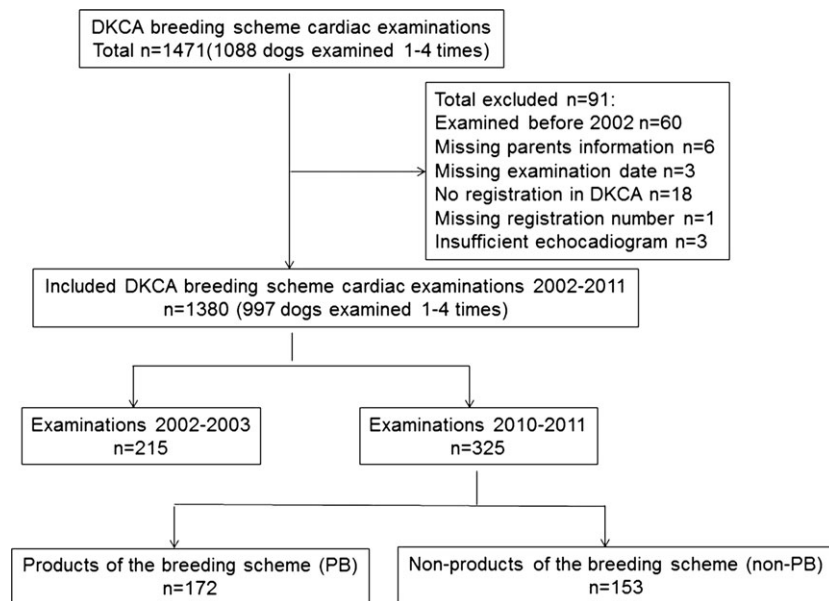 DKCA breeding scheme cardiac examinations
Total n=1471(1088 dogs examined 1-4 times)
Total excluded n=91:
Examined before 2002 n=60
Missing parents information n=6
Missing examination date n=3
No registration in DKCA n=18
Missing registration number n=1
Insufficient echocadiogram n=3
Included DKCA breeding scheme cardiac examinations 2002-2011
n=1380 (997 dogs examined 1-4 times)
Examinations 2002-2003
n=215
Examinations 2010-2011
n=325
Products of the breeding scheme (PB)
n=172
Non-products of the breeding scheme (non-PB)
n=153